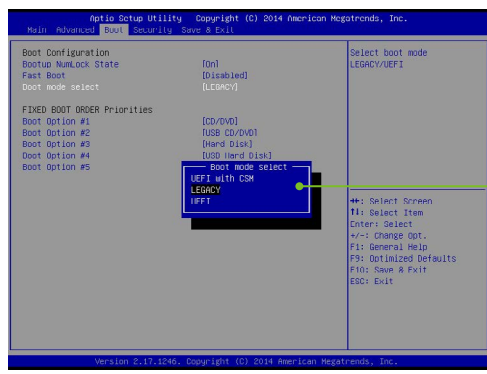 Aptio Setup Utility Copyright (C) 2014 American Megatrends, Inc.
Main Advanced Boot Security Save & Exit
Boot Configuration
Bootup NumLock State [On]
Fast Boot [Disabled]
Boot mode select [LEGACY]
FIXED BOOT ORDER Priorities
Boot Option #1 [CD/DVD]
Boot Option #2 [USB CD/DVD]
Boot Option #3 [Hard Disk]
Boot Option #4 [USB Hard Disk]
Boot Option #5
Boot mode select
UEFI with CSM
LEGACY
UEFI
Select boot mode
LEGACY/UEFI
→←: Select Screen
↑↓: Select Item
Enter: Select
+/-: Change Opt.
F1: General Help
F9: Optimized Defaults
F10: Save & Exit
ESC: Exit
Version 2.17.1246. Copyright (C) 2014 American Megatrends, Inc.